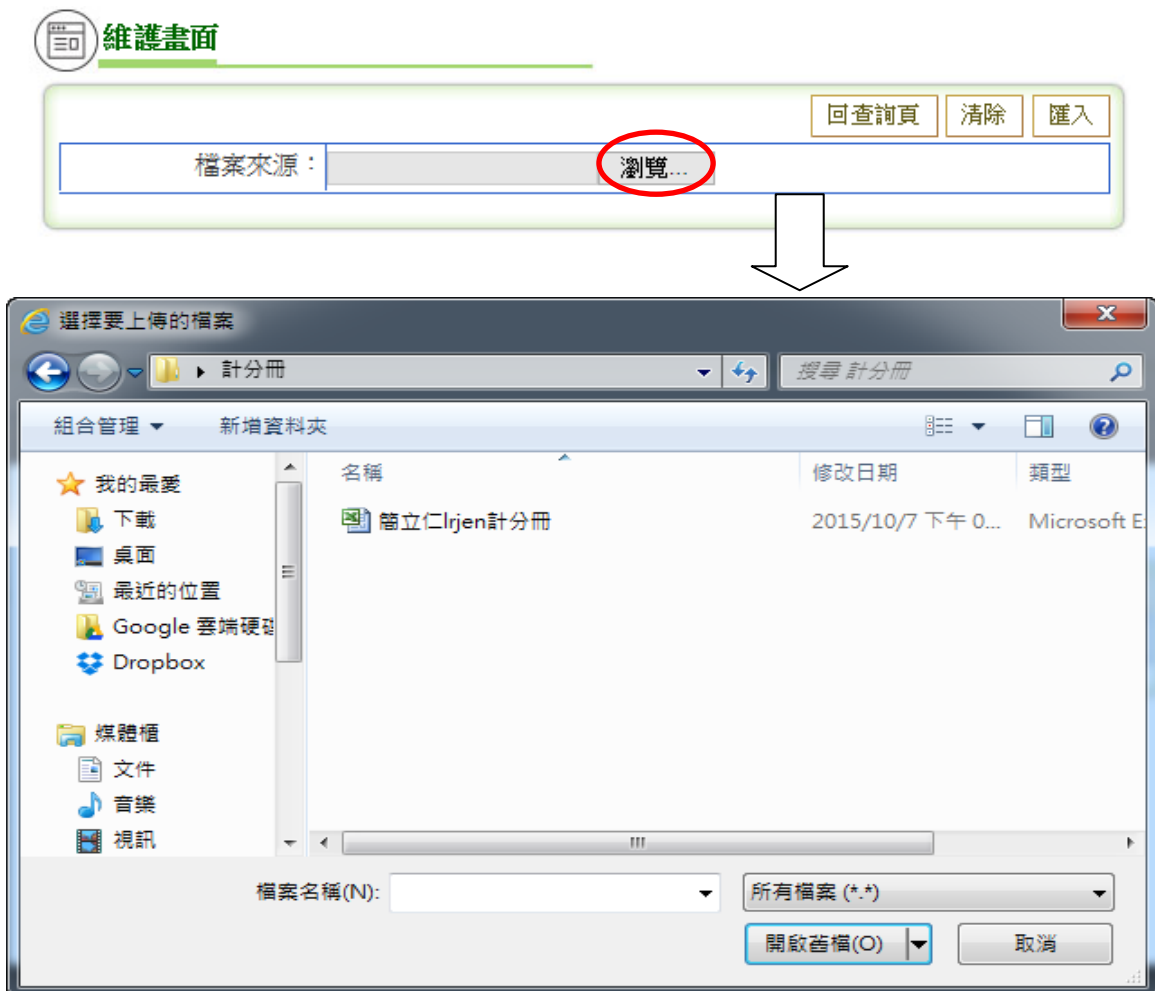 維護畫面
回查詢頁 清除 匯入
檔案來源： 瀏覽...
選擇要上傳的檔案
計分冊 搜尋 計分冊
組合管理 新增資料夾
我的最愛
下載
桌面
最近的位置
Google 雲端硬碟
Dropbox
媒體櫃
文件
音樂
視訊
名稱 修改日期 類型
簡立仁lrjen計分冊 2015/10/7 下午 0... Microsoft E
檔案名稱(N): 所有檔案 (*.*)
開啟舊檔(O) 取消